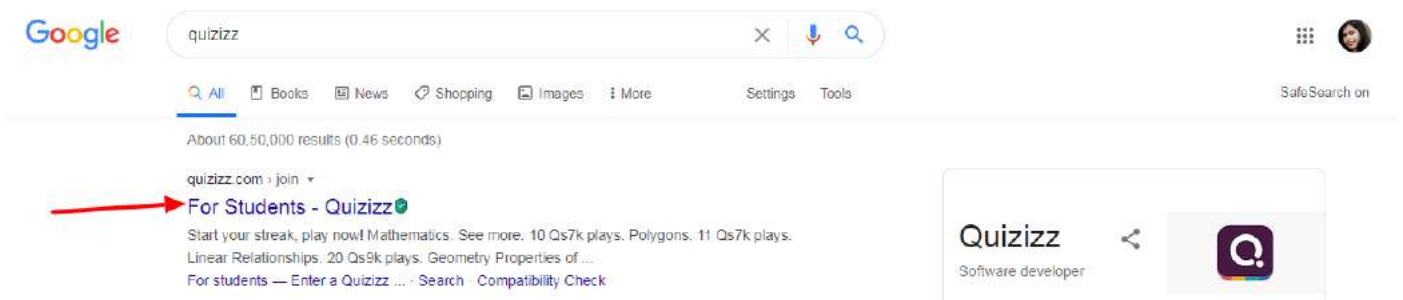 Google
quizizz
All Books News Shopping Images More Settings Tools
SafeSearch on
About 60,50,000 results (0.46 seconds)
quizizz.com › join
For Students - Quizizz
Start your streak, play now! Mathematics. See more. 10 Qs7k plays. Polygons. 11 Qs7k plays.
Linear Relationships. 20 Qs9k plays. Geometry Properties of ...
For students — Enter a Quizizz ... · Search · Compatibility Check
Quizizz
Software developer
Q